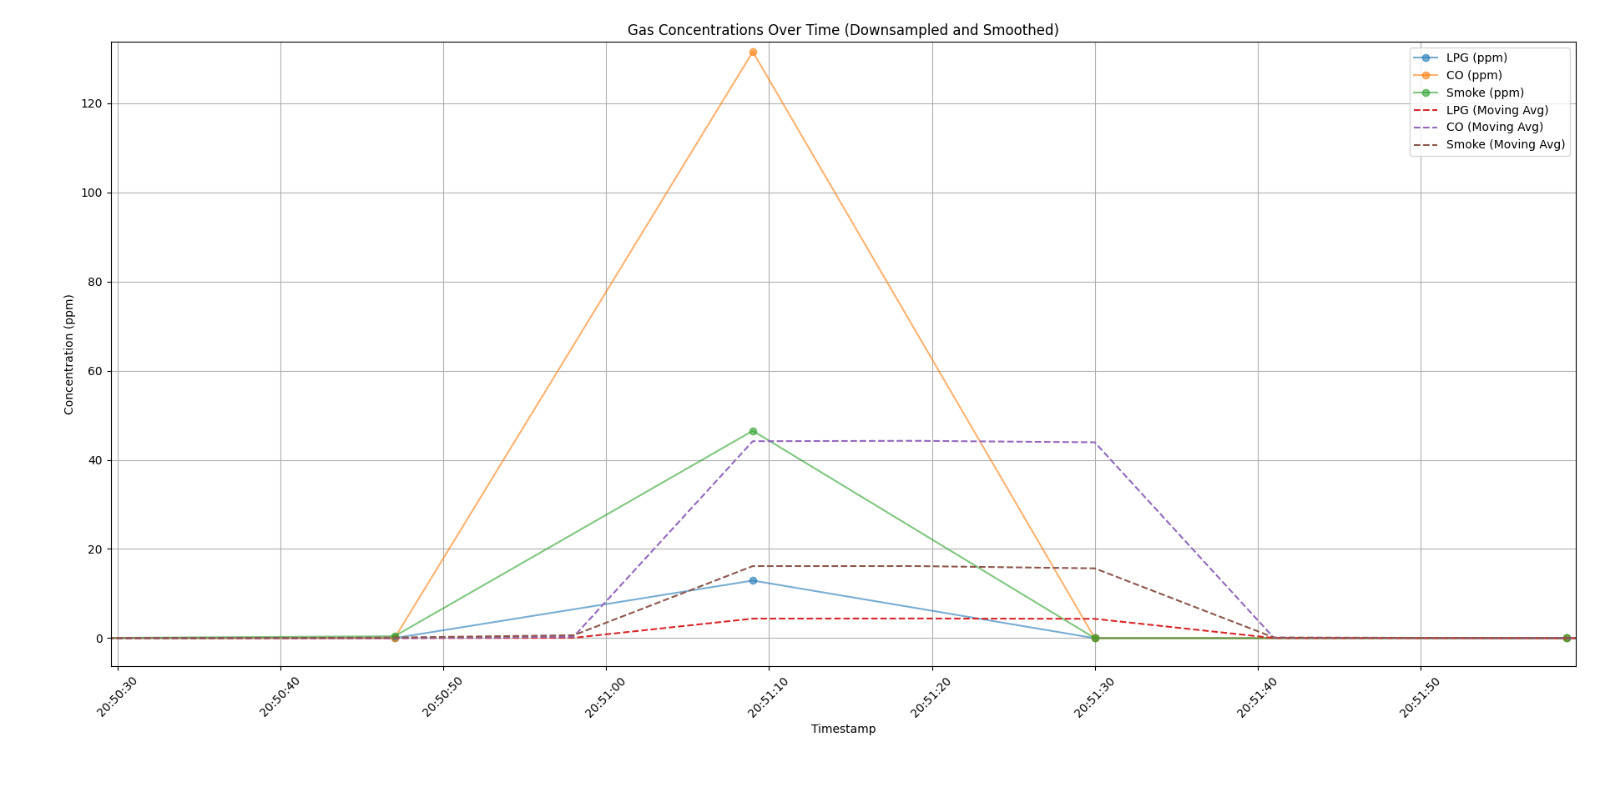 Gas Concentrations Over Time (Downsampled and Smoothed)
LPG (ppm)
CO (ppm)
Smoke (ppm)
LPG (Moving Avg)
CO (Moving Avg)
Smoke (Moving Avg)
Concentration (ppm)
120
100
80
60
40
20
0
20:50:30
20:50:40
20:50:50
20:51:00
20:51:10
20:51:20
20:51:30
20:51:40
20:51:50
Timestamp